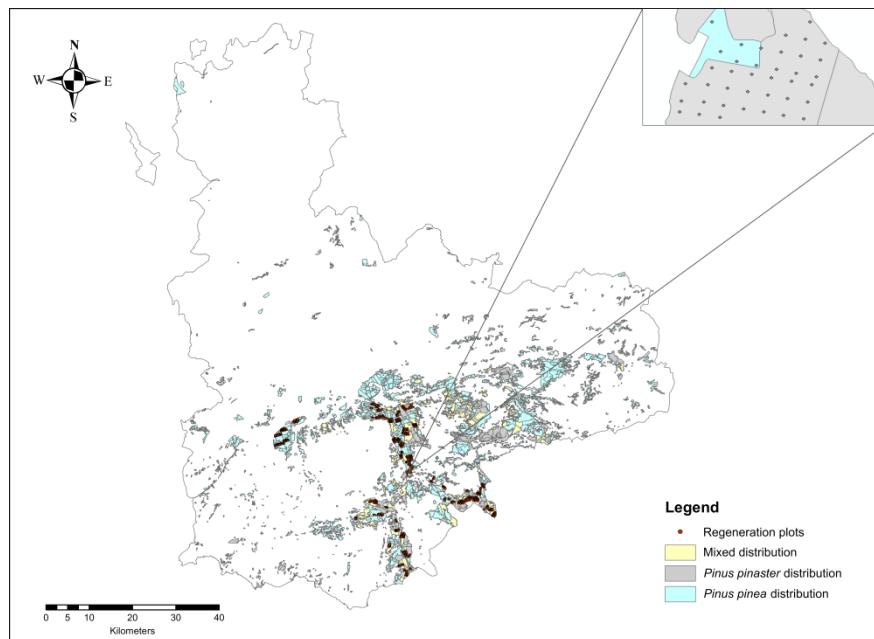 N
W
E
S
Legend
Regeneration plots
Mixed distribution
Pinus pinaster distribution
Pinus pinea distribution
0 5 10 20 30 40
Kilometers